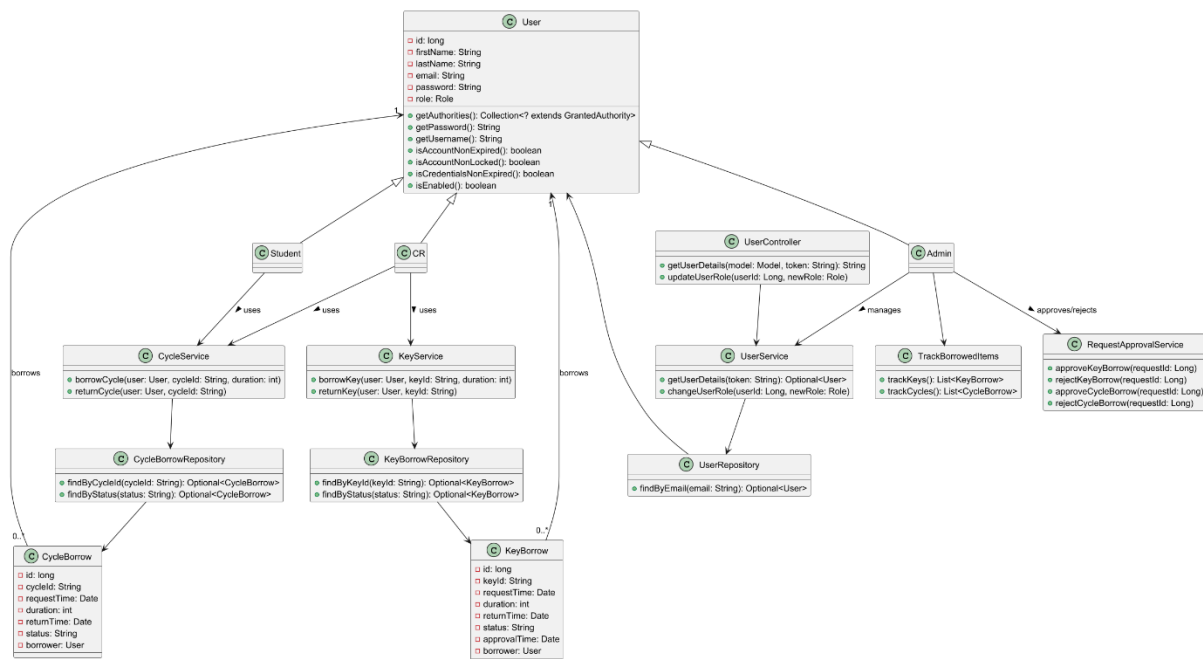 C User
id: long
firstName: String
lastName: String
email: String
password: String
role: Role
getAuthorities(): Collection<? extends GrantedAuthority>
getPassword(): String
getUsername(): String
isAccountNonExpired(): boolean
isAccountNonLocked(): boolean
isCredentialsNonExpired(): boolean
isEnabled(): boolean
1
1
C Student
C CR
C UserController
getUserDetails(model: Model, token: String): String
updateUserRole(userId: Long, newRole: Role)
C Admin
uses
uses
uses
manages
approves/rejects
borrows
borrows
C CycleService
borrowCycle(user: User, cycleId: String, duration: int)
returnCycle(user: User, cycleId: String)
C KeyService
borrowKey(user: User, keyId: String, duration: int)
returnKey(user: User, keyId: String)
C UserService
getUserDetails(token: String): Optional<User>
changeUserRole(userId: Long, newRole: Role)
C TrackBorrowedItems
trackKeys(): List<KeyBorrow>
trackCycles(): List<CycleBorrow>
C RequestApprovalService
approveKeyBorrow(requestId: Long)
rejectKeyBorrow(requestId: Long)
approveCycleBorrow(requestId: Long)
rejectCycleBorrow(requestId: Long)
C CycleBorrowRepository
findByCycleId(cycleId: String): Optional<CycleBorrow>
findByStatus(status: String): Optional<CycleBorrow>
C KeyBorrowRepository
findByKeyId(keyId: String): Optional<KeyBorrow>
findByStatus(status: String): Optional<KeyBorrow>
C UserRepository
findByEmail(email: String): Optional<User>
0..*
0..*
C CycleBorrow
id: long
cycleId: String
requestTime: Date
duration: int
returnTime: Date
status: String
borrower: User
C KeyBorrow
id: long
keyId: String
requestTime: Date
duration: int
returnTime: Date
status: String
approvalTime: Date
borrower: User